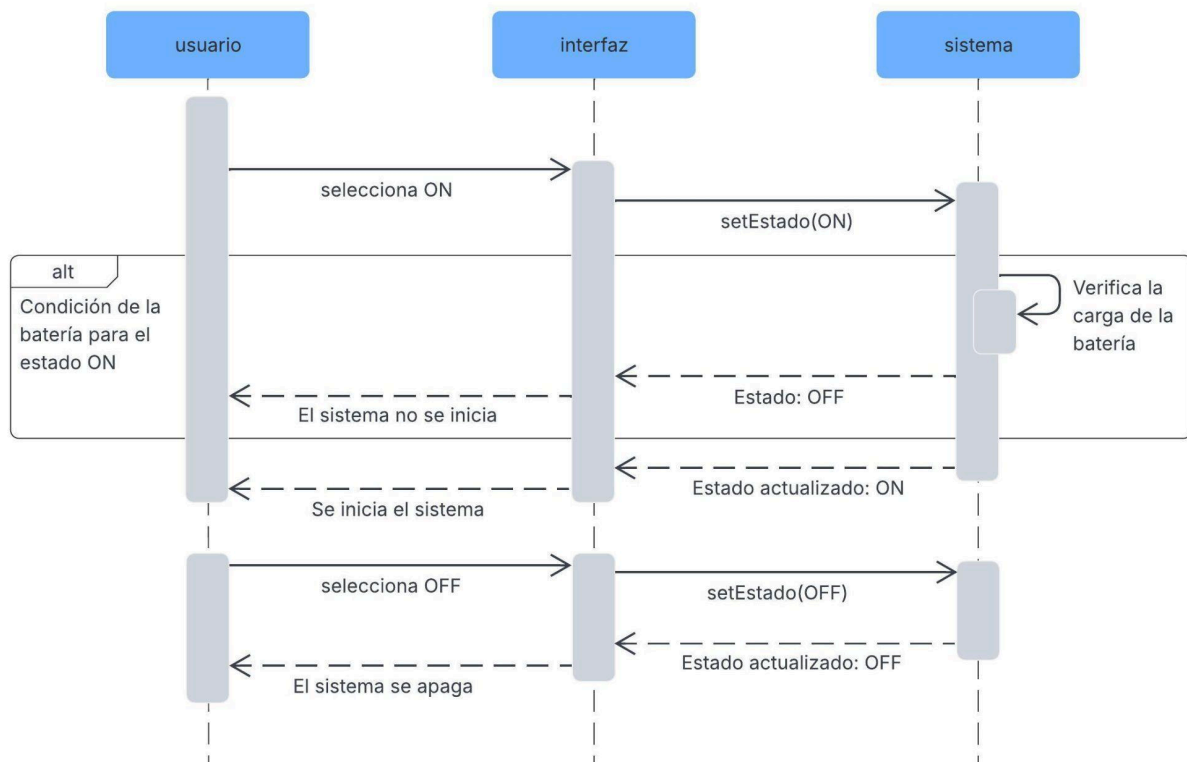 usuario
interfaz
sistema
selecciona ON
setEstado(ON)
alt
Condición de la
batería para el
estado ON
Verifica la
carga de la
batería
Estado: OFF
El sistema no se inicia
Estado actualizado: ON
Se inicia el sistema
selecciona OFF
setEstado(OFF)
Estado actualizado: OFF
El sistema se apaga